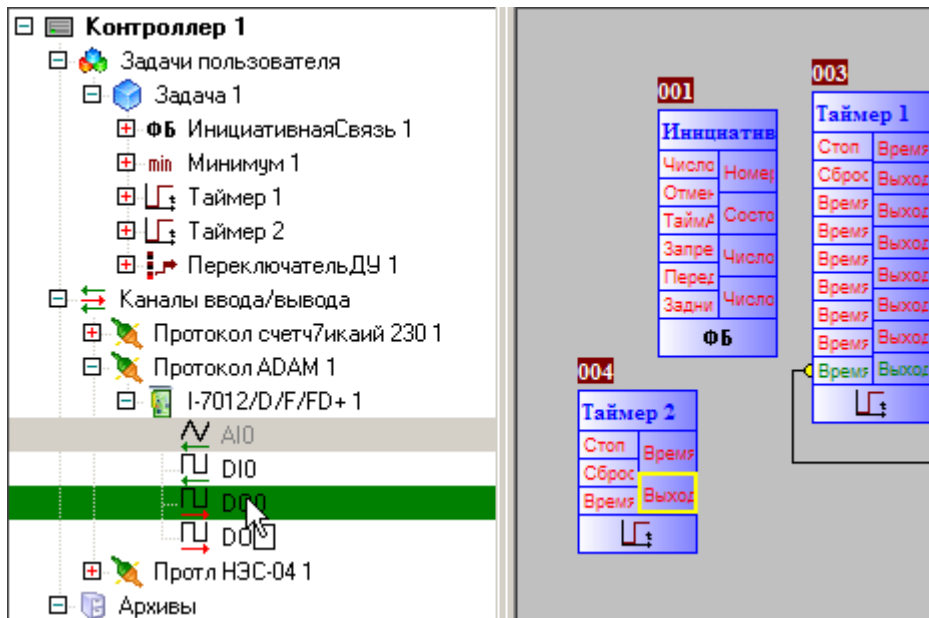 Контроллер 1
Задачи пользователя
Задача 1
ФБ ИнициативнаяСвязь 1
min Минимум 1
Таймер 1
Таймер 2
ПереключательДУ 1
Каналы ввода/вывода
Протокол счетч7икаий 230 1
Протокол ADAM 1
I-7012/D/F/FD+ 1
AI0
DI0
Протл НЭС-04 1
Архивы
001
Инициатив
Число
Номер
Отмен
ТаймА
Состо
Запре
Число
Перед
Задни
Число
ФБ
003
Таймер 1
Стоп Время
Сброс Выход
Время Выход
Время Выход
Время Выход
Время Выход
Время Выход
Время Выход
Время Выход
004
Таймер 2
Стоп
Время
Сброс
Время
Выход